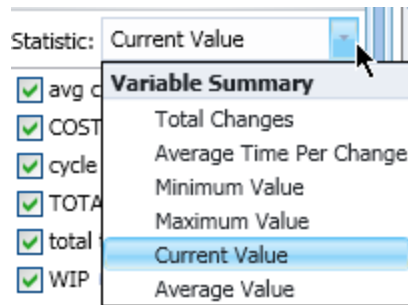 Statistic: Current Value
Variable Summary
avg
Total Changes
COST
Average Time Per Change
cycle
Minimum Value
TOTA
Maximum Value
total
Current Value
WIP
Average Value